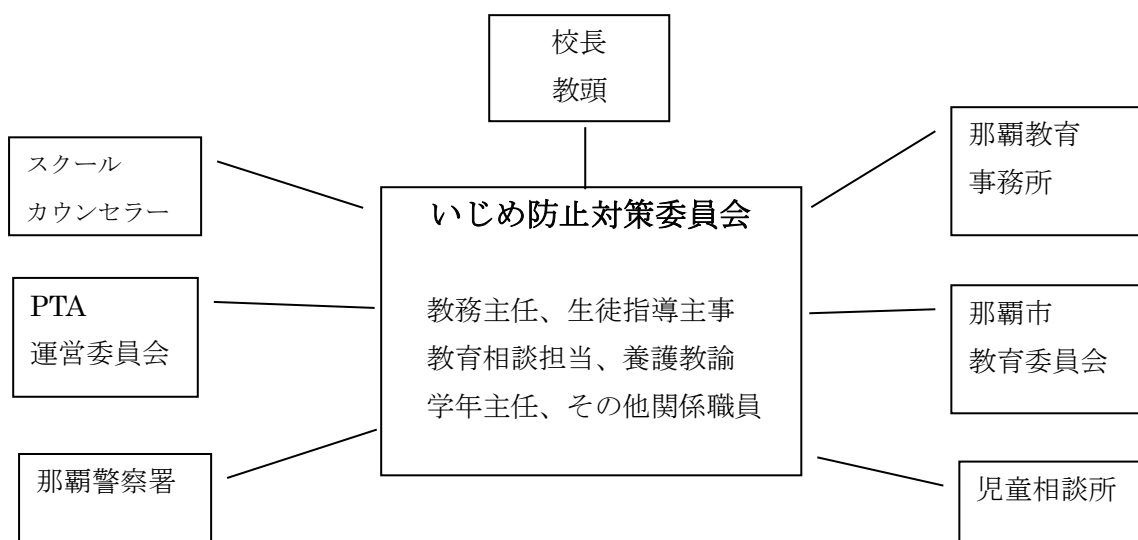 校長
教頭
スクール
カウンセラー
那覇教育
事務所
いじめ防止対策委員会
PTA
運営委員会
教務主任、生徒指導主事
教育相談担当、養護教諭
学年主任、その他関係職員
那覇市
教育委員会
那覇警察署
児童相談所